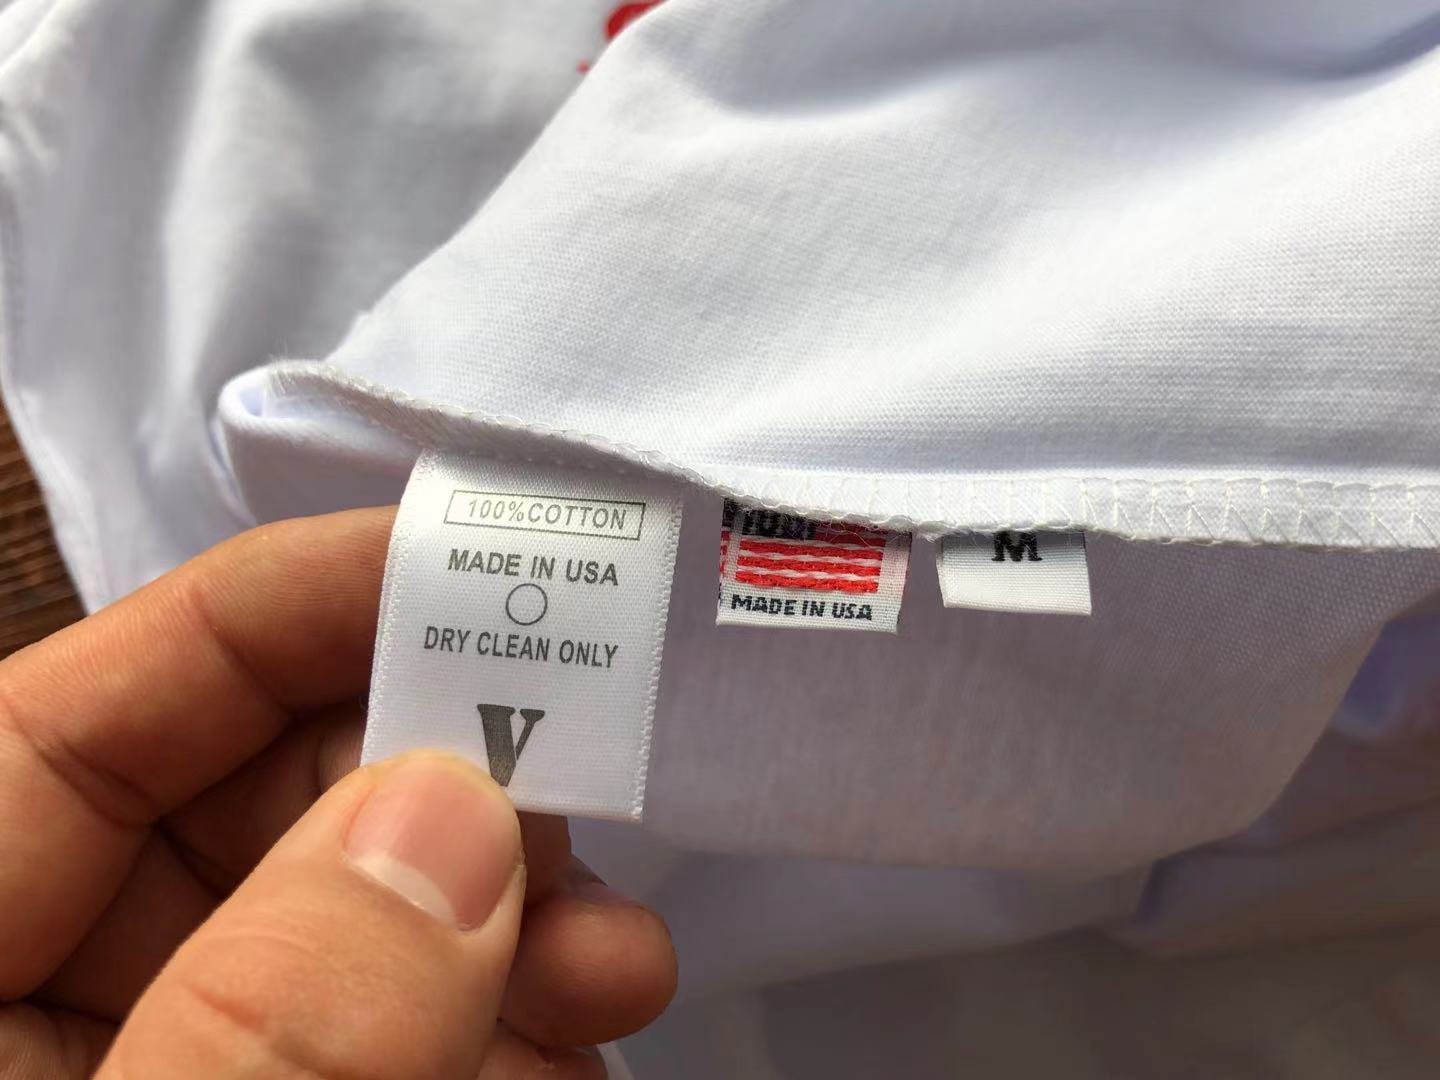 100%COTTON
MADE IN USA
DRY CLEAN ONLY
V
MADE IN USA
M